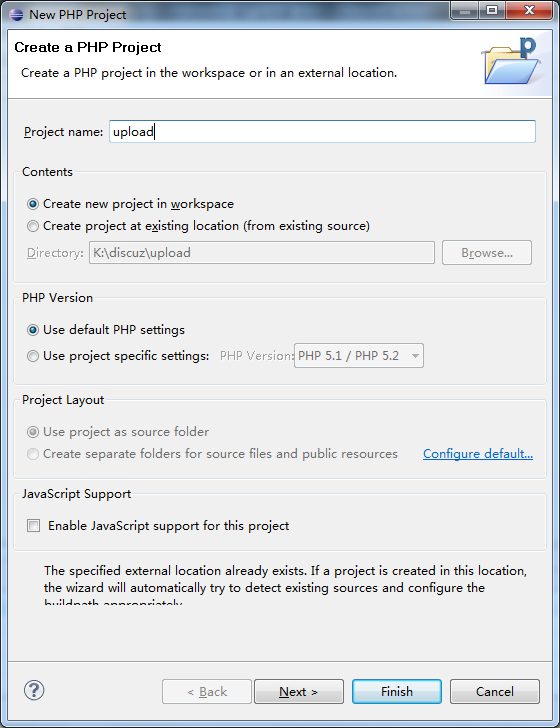 New PHP Project
Create a PHP Project
Create a PHP project in the workspace or in an external location.
Project name: upload
Contents
Create new project in workspace
Create project at existing location (from existing source)
Directory: K:\discuz\upload Browse...
PHP Version
Use default PHP settings
Use project specific settings: PHP Version: PHP 5.1 / PHP 5.2
Project Layout
Use project as source folder
Create separate folders for source files and public resources Configure default...
JavaScript Support
Enable JavaScript support for this project
The specified external location already exists. If a project is created in this location,
the wizard will automatically try to detect existing sources and configure the
buildpath appropriately.
? < Back Next > Finish Cancel